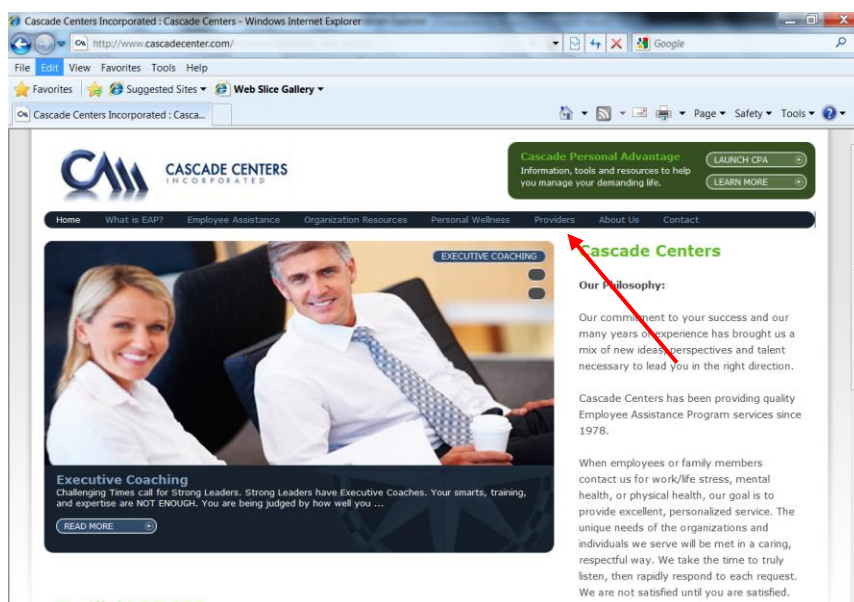 Cascade Centers Incorporated : Cascade Centers - Windows Internet Explorer
http://www.cascadecenter.com/
Google
File Edit View Favorites Tools Help
Favorites Suggested Sites Web Slice Gallery
Cascade Centers Incorporated : Casca...
Page Safety Tools
CASCADE CENTERS
INCORPORATED
Cascade Personal Advantage
Information, tools and resources to help
you manage your demanding life.
LAUNCH CPA
LEARN MORE
Home What is EAP? Employee Assistance Organization Resources Personal Wellness Providers About Us Contact
EXECUTIVE COACHING
Executive Coaching
Challenging Times call for Strong Leaders. Strong Leaders have Executive Coaches. Your smarts, training,
and expertise are NOT ENOUGH. You are being judged by how well you ...
READ MORE
Cascade Centers
Our Philosophy:
Our commitment to your success and our
many years of experience has brought us a
mix of new ideas, perspectives and talent
necessary to lead you in the right direction.
Cascade Centers has been providing quality
Employee Assistance Program services since
1978.
When employees or family members
contact us for work/life stress, mental
health, or physical health, our goal is to
provide excellent, personalized service. The
unique needs of the organizations and
individuals we serve will be met in a caring,
respectful way. We take the time to truly
listen, then rapidly respond to each request.
We are not satisfied until you are satisfied.